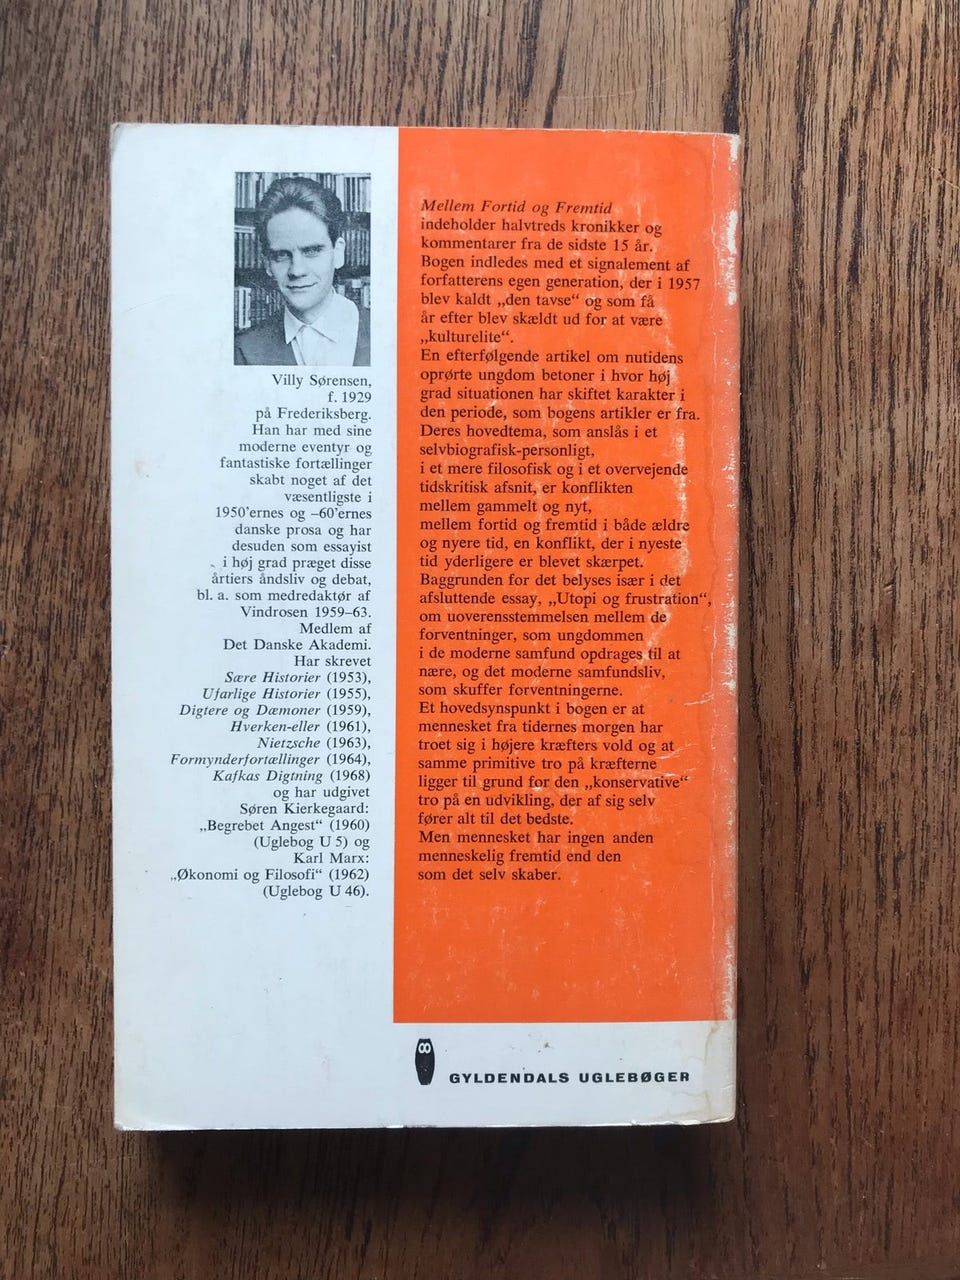 Villy Sørensen,
f. 1929
på Frederiksberg.
Han har med sine
moderne eventyr og
fantastiske fortællinger
skabt noget af det
væsentligste i
1950'ernes og –60'ernes
danske prosa og har
desuden som essayist
i høj grad præget disse
årtiers åndsliv og debat,
bl. a. som medredaktør af
Vindrosen 1959–63.
Medlem af
Det Danske Akademi.
Har skrevet
Sære Historier (1953),
Ufarlige Historier (1955),
Digtere og Dæmoner (1959),
Hverken-eller (1961),
Nietzsche (1963),
Formynderfortællinger (1964),
Kafkas Digtning (1968)
og har udgivet
Søren Kierkegaard:
„Begrebet Angest“ (1960)
(Uglebog U 5) og
Karl Marx:
„Økonomi og Filosofi“ (1962)
(Uglebog U 46).
Mellem Fortid og Fremtid
indeholder halvtreds kronikker og
kommentarer fra de sidste 15 år.
Bogen indledes med et signalement af
forfatterens egen generation, der i 1957
blev kaldt „den tavse“ og som få
år efter blev skældt ud for at være
„kulturelite“.
En efterfølgende artikel om nutidens
oprørte ungdom betoner i hvor høj
grad situationen har skiftet karakter i
den periode, som bogens artikler er fra.
Deres hovedtema, som anslås i et
selvbiografisk-personligt,
i et mere filosofisk og i et overvejende
tidskritisk afsnit, er konflikten
mellem gammelt og nyt,
mellem fortid og fremtid i både ældre
og nyere tid, en konflikt, der i nyeste
tid yderligere er blevet skærpet.
Baggrunden for det belyses især i det
afsluttende essay, „Utopi og frustration“,
om uoverensstemmelsen mellem de
forventninger, som ungdommen
i de moderne samfund opdrages til at
nære, og det moderne samfundsliv,
som skuffer forventningerne.
Et hovedsynspunkt i bogen er at
mennesket fra tidernes morgen har
troet sig i højere kræfters vold og at
samme primitive tro på kræfterne
ligger til grund for den „konservative“
tro på en udvikling, der af sig selv
fører alt til det bedste.
Men mennesket har ingen anden
menneskelig fremtid end den
som det selv skaber.
GYLDENDALS UGLEBØGER